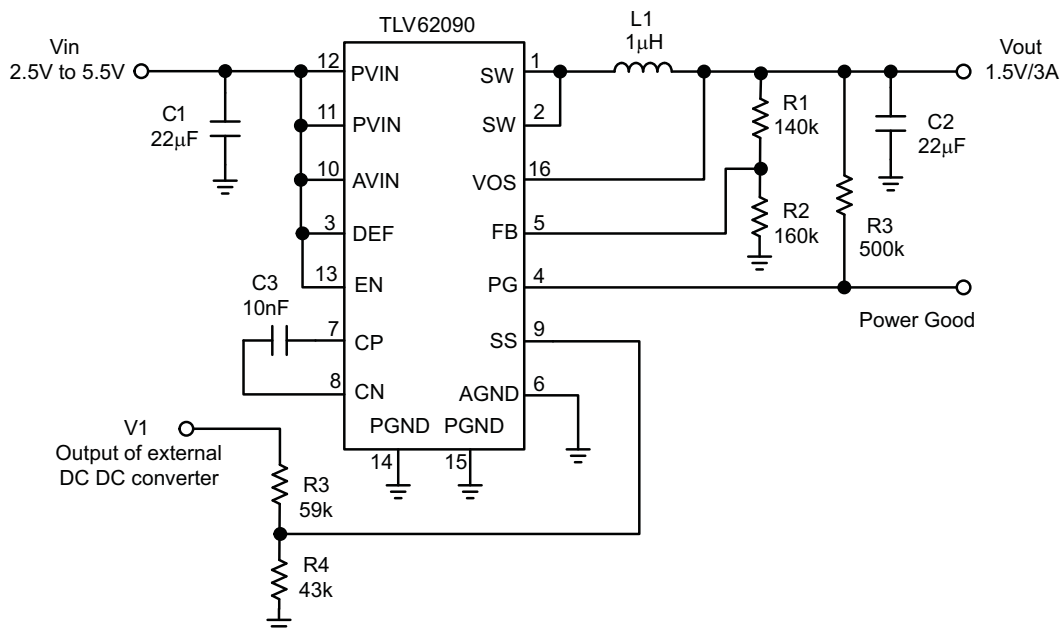 TLV62090
Vin
2.5V to 5.5V
C1
22μF
12
PVIN
11
PVIN
10
AVIN
3
DEF
13
EN
C3
10nF
7
CP
8
CN
PGND
PGND
14
15
1
SW
2
SW
16
VOS
5
FB
4
PG
9
SS
6
AGND
L1
1μH
R1
140k
R2
160k
R3
500k
C2
22μF
Vout
1.5V/3A
Power Good
V1
Output of external
DC DC converter
R3
59k
R4
43k